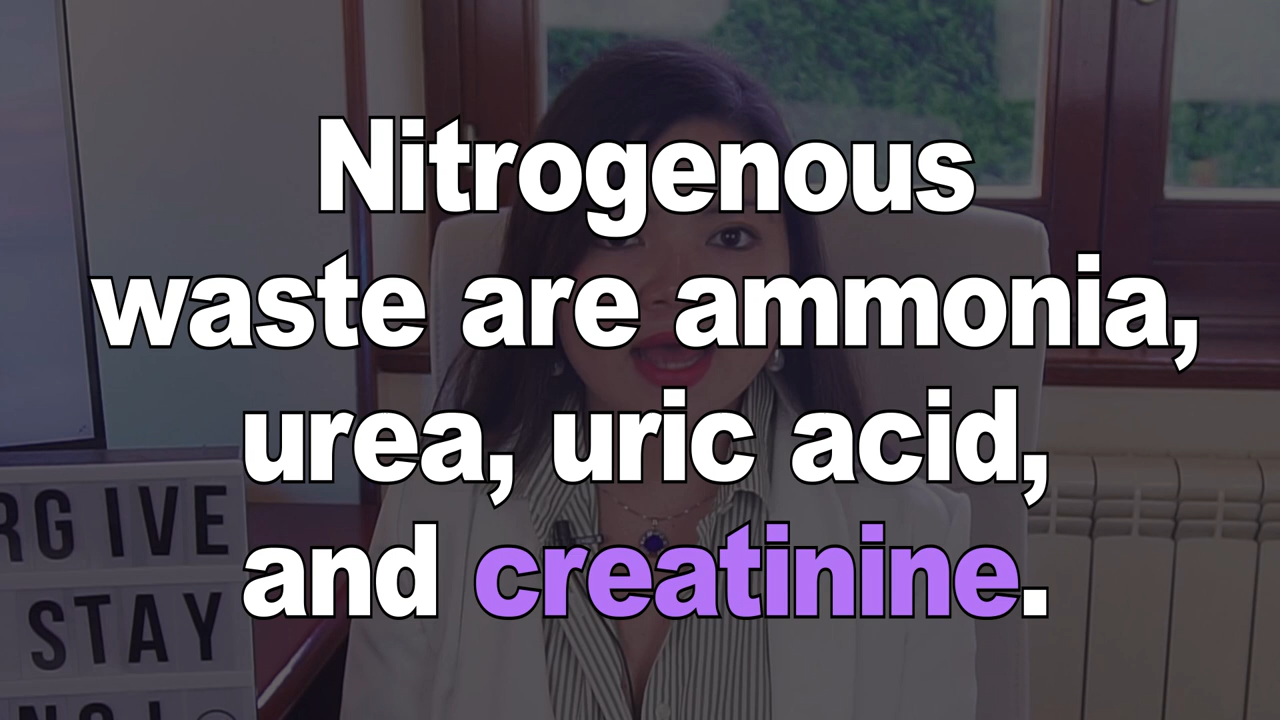 Nitrogenous
waste are ammonia,
urea, uric acid,
and creatinine.
RG IVE
STAY